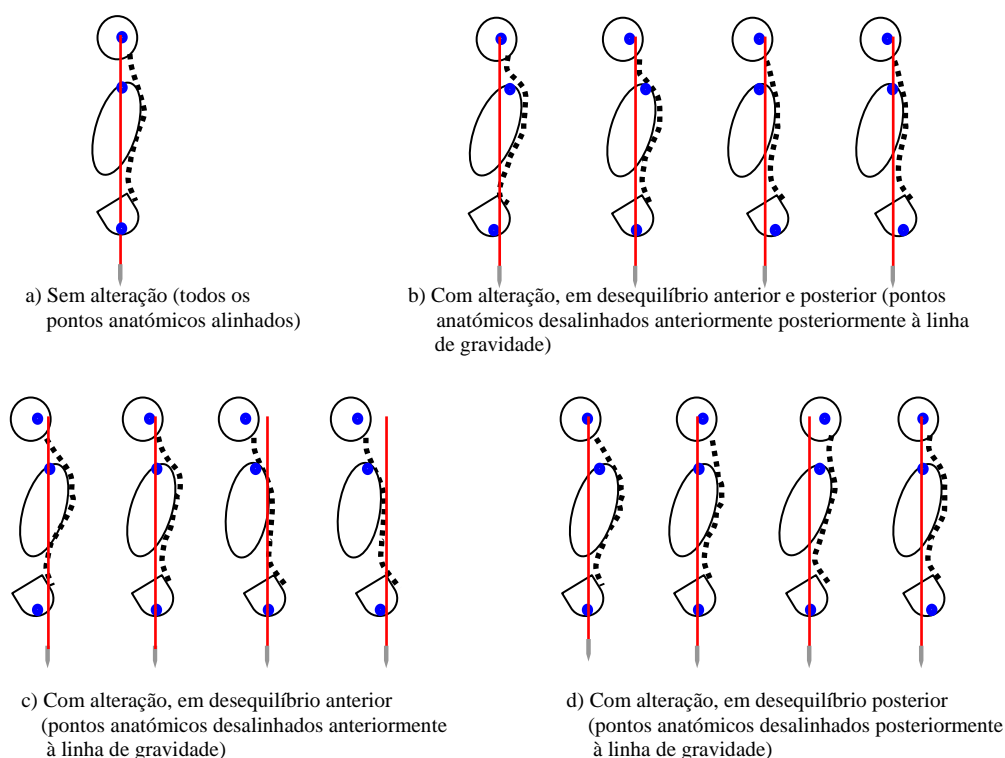 a) Sem alteração (todos os
pontos anatómicos alinhados)
b) Com alteração, em desequilíbrio anterior e posterior (pontos
anatómicos desalinhados anteriormente posteriormente à linha
de gravidade)
c) Com alteração, em desequilíbrio anterior
(pontos anatómicos desalinhados anteriormente
à linha de gravidade)
d) Com alteração, em desequilíbrio posterior
(pontos anatómicos desalinhados posteriormente
à linha de gravidade)